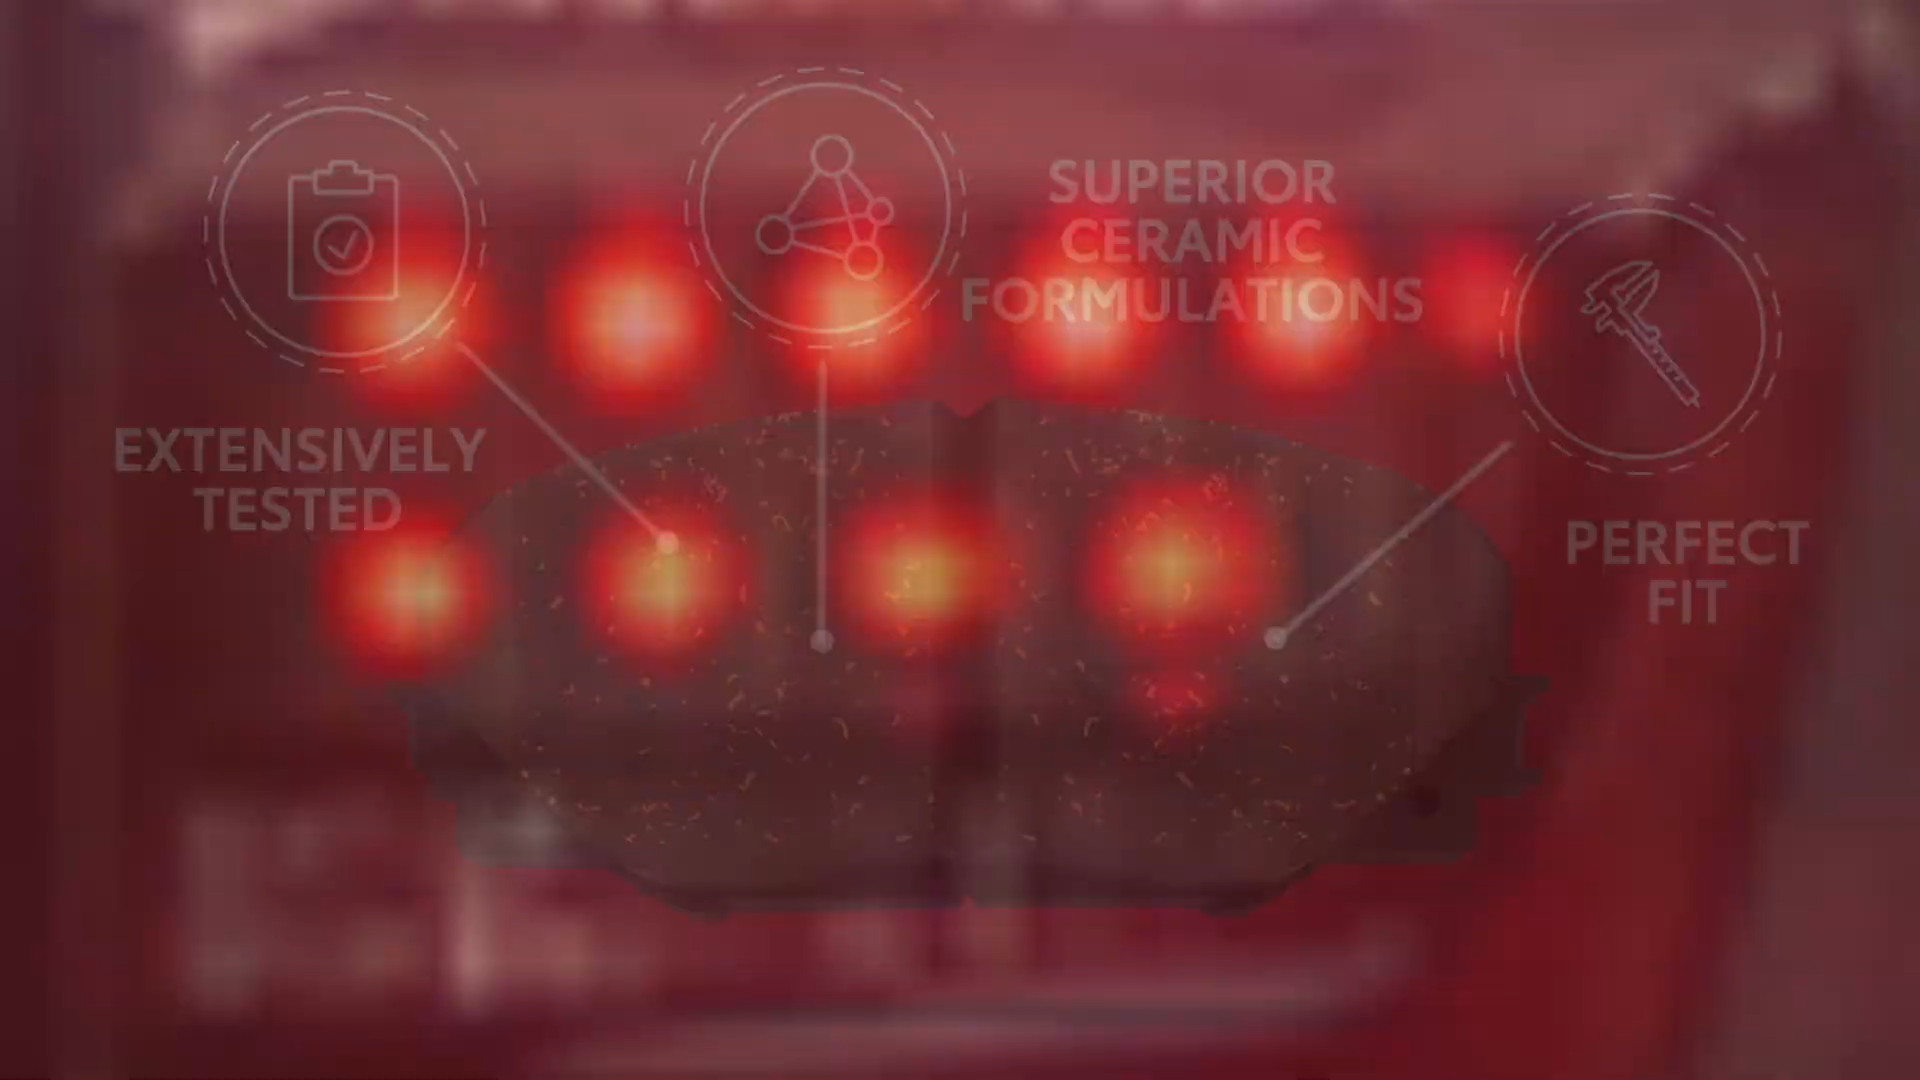 EXTENSIVELY
TESTED
SUPERIOR
CERAMIC
FORMULATIONS
PERFECT
FIT